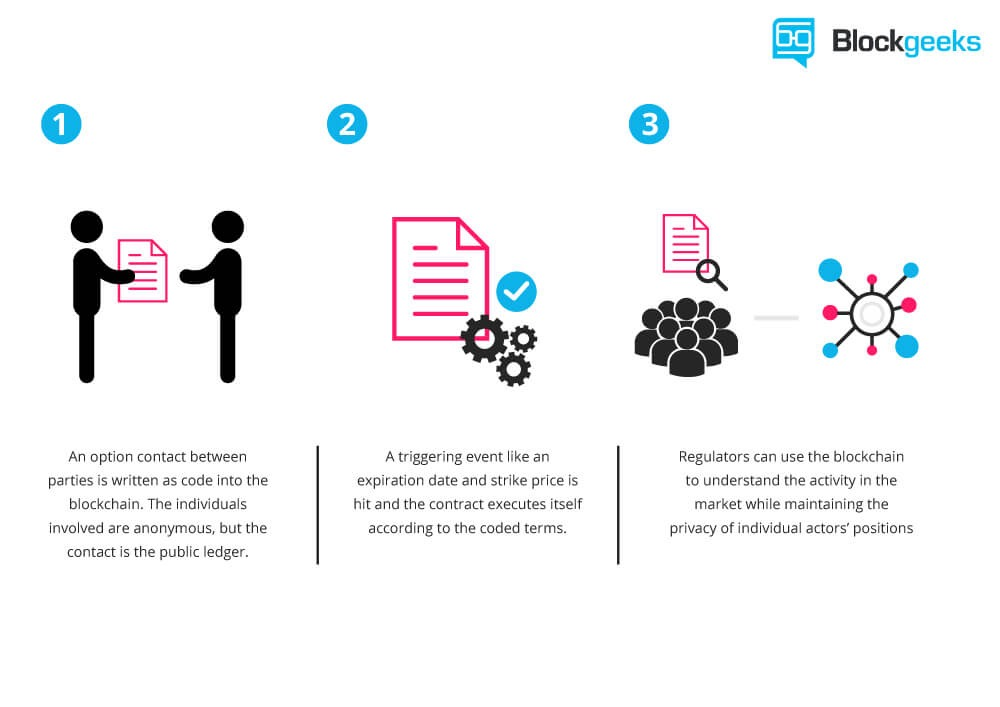 Blockgeeks
1
An option contact between
parties is written as code into the
blockchain. The individuals
involved are anonymous, but the
contact is the public ledger.
2
A triggering event like an
expiration date and strike price is
hit and the contract executes itself
according to the coded terms.
3
Regulators can use the blockchain
to understand the activity in the
market while maintaining the
privacy of individual actors’ positions